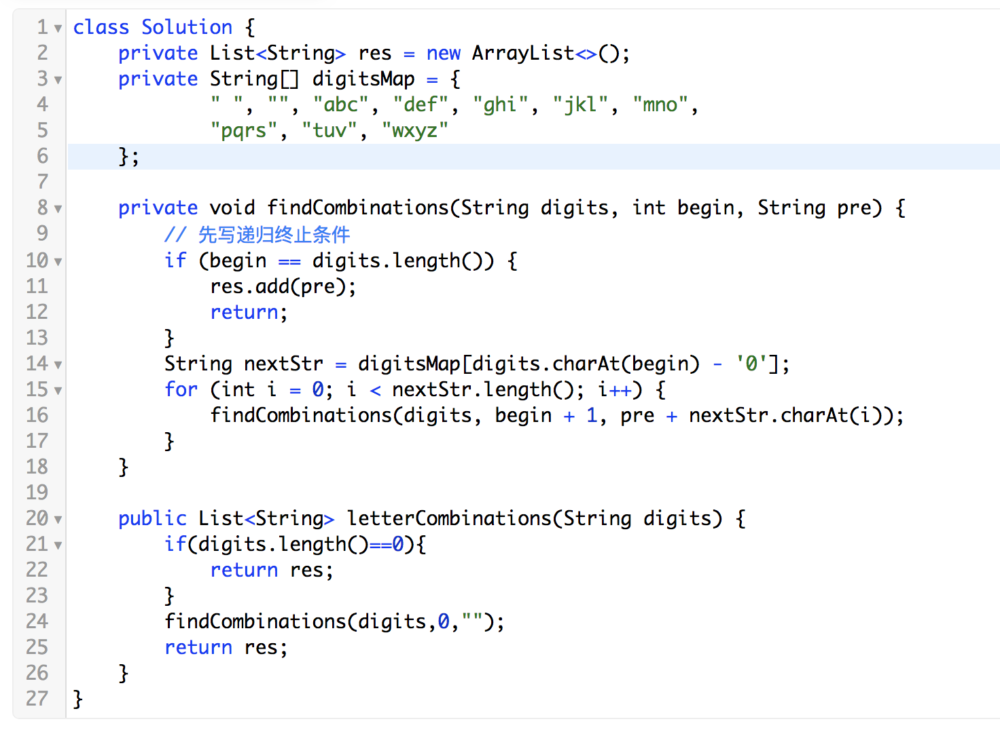 1 class Solution {
2 private List<String> res = new ArrayList<>();
3 private String[] digitsMap = {
4 " ", "", "abc", "def", "ghi", "jkl", "mno",
5 "pqrs", "tuv", "wxyz"
6 };
7
8 private void findCombinations(String digits, int begin, String pre) {
9 // 先写递归终止条件
10 if (begin == digits.length()) {
11 res.add(pre);
12 return;
13 }
14 String nextStr = digitsMap[digits.charAt(begin) - '0'];
15 for (int i = 0; i < nextStr.length(); i++) {
16 findCombinations(digits, begin + 1, pre + nextStr.charAt(i));
17 }
18 }
19
20 public List<String> letterCombinations(String digits) {
21 if(digits.length()==0){
22 return res;
23 }
24 findCombinations(digits,0,"");
25 return res;
26 }
27 }